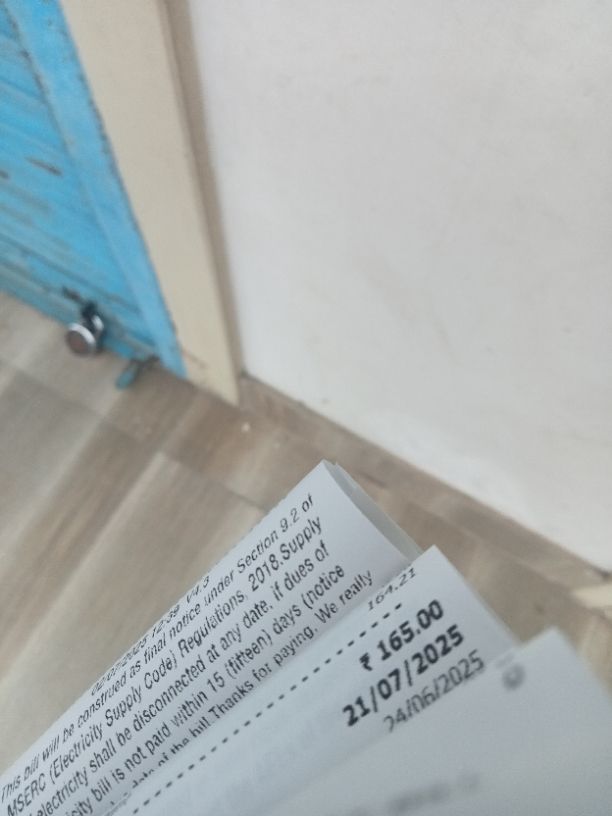 02/07/2025 12:39 V4.3
This bill will be construed as final notice under Section 9.2 of
MSERC (Electricity Supply Code) Regulations, 2018.Supply
electricity shall be disconnected at any date, if dues of
bill is not paid within 15 (fifteen) days (notice
date of the bill.Thanks for paying. We really
164.21
₹ 165.00
21/07/2025
24/06/2025